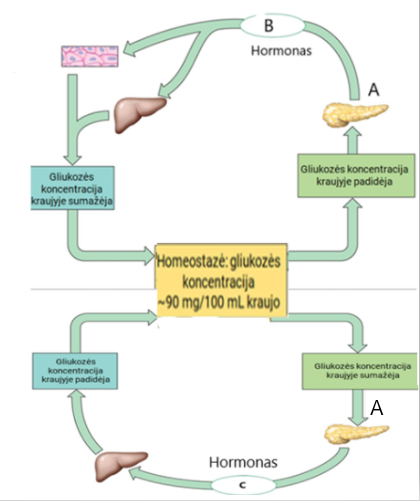 B
Hormonas
A
Gliukozės koncentracija
kraujyje padidėja
Gliukozės
koncentracija
kraujyje sumažėja
Homeostazė: gliukozės
koncentracija
~90 mg/100 mL kraujo
Gliukozės
koncentracija
kraujyje padidėja
Gliukozės koncentracija
kraujyje sumažėja
A
Hormonas
c